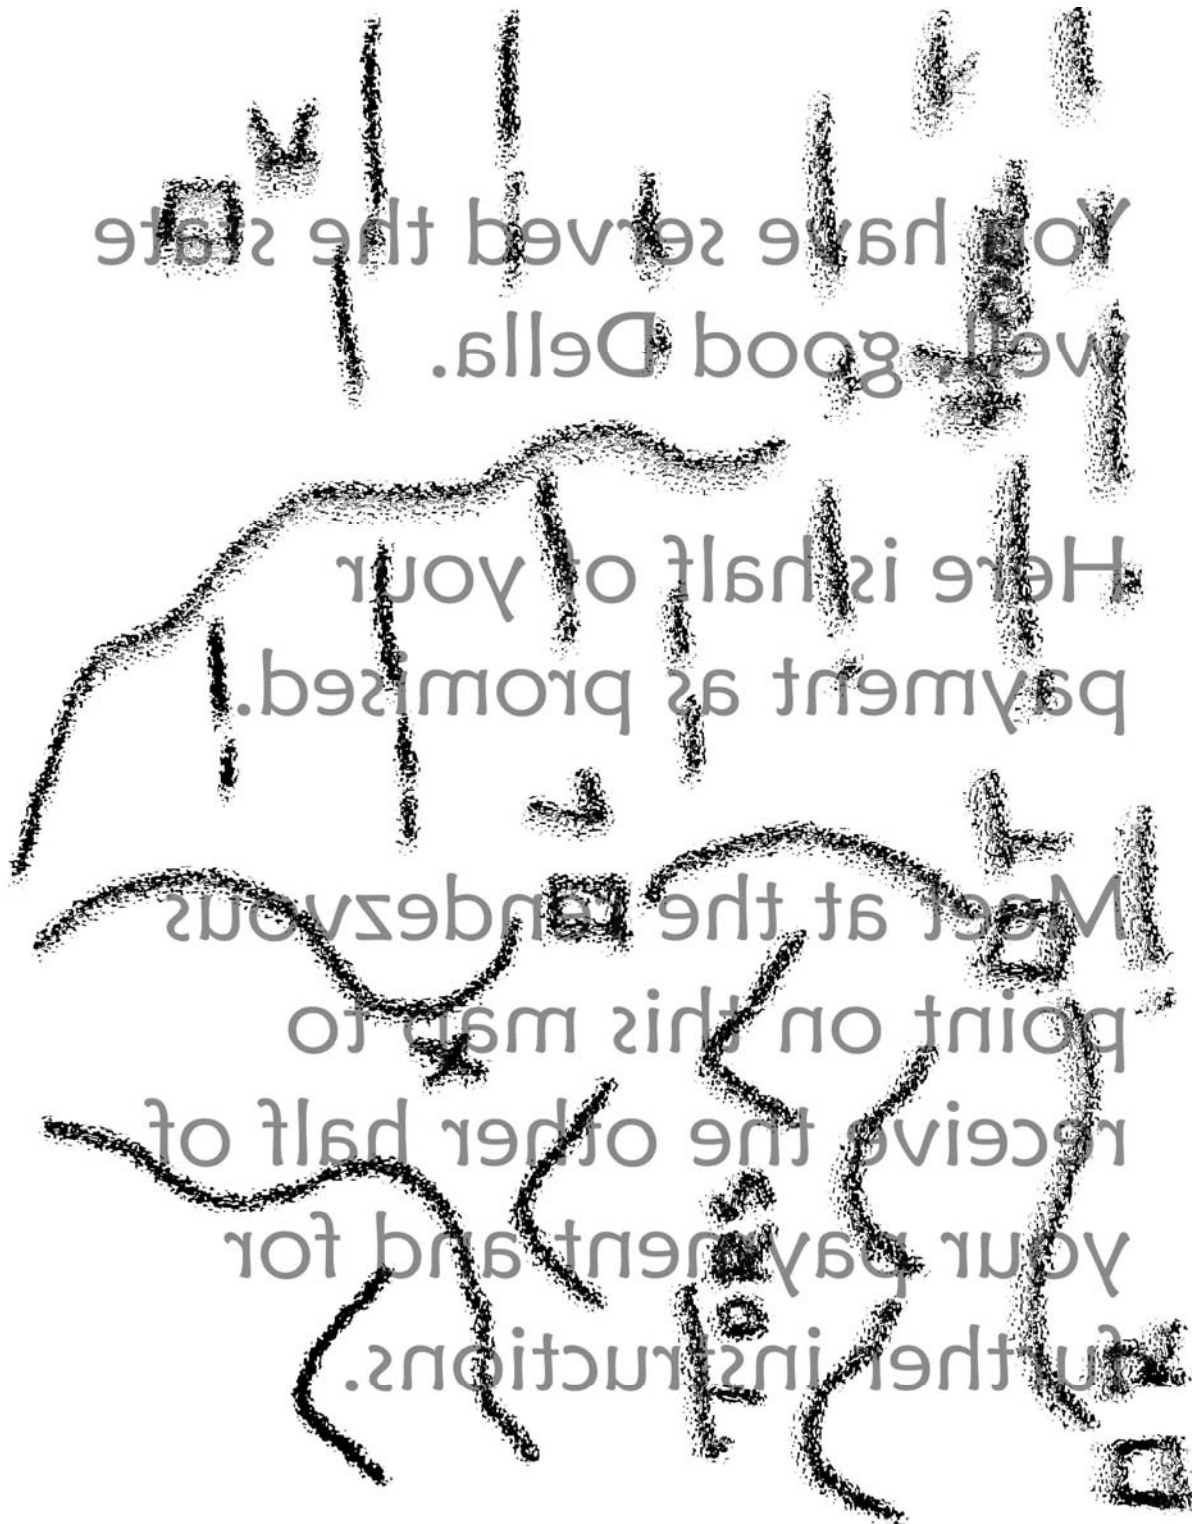 You have served the state
well, good Della.
Here is half of your
payment as promised.
Meet at the rendezvous
point on this map to
receive the other half of
your payment and for
further instructions.